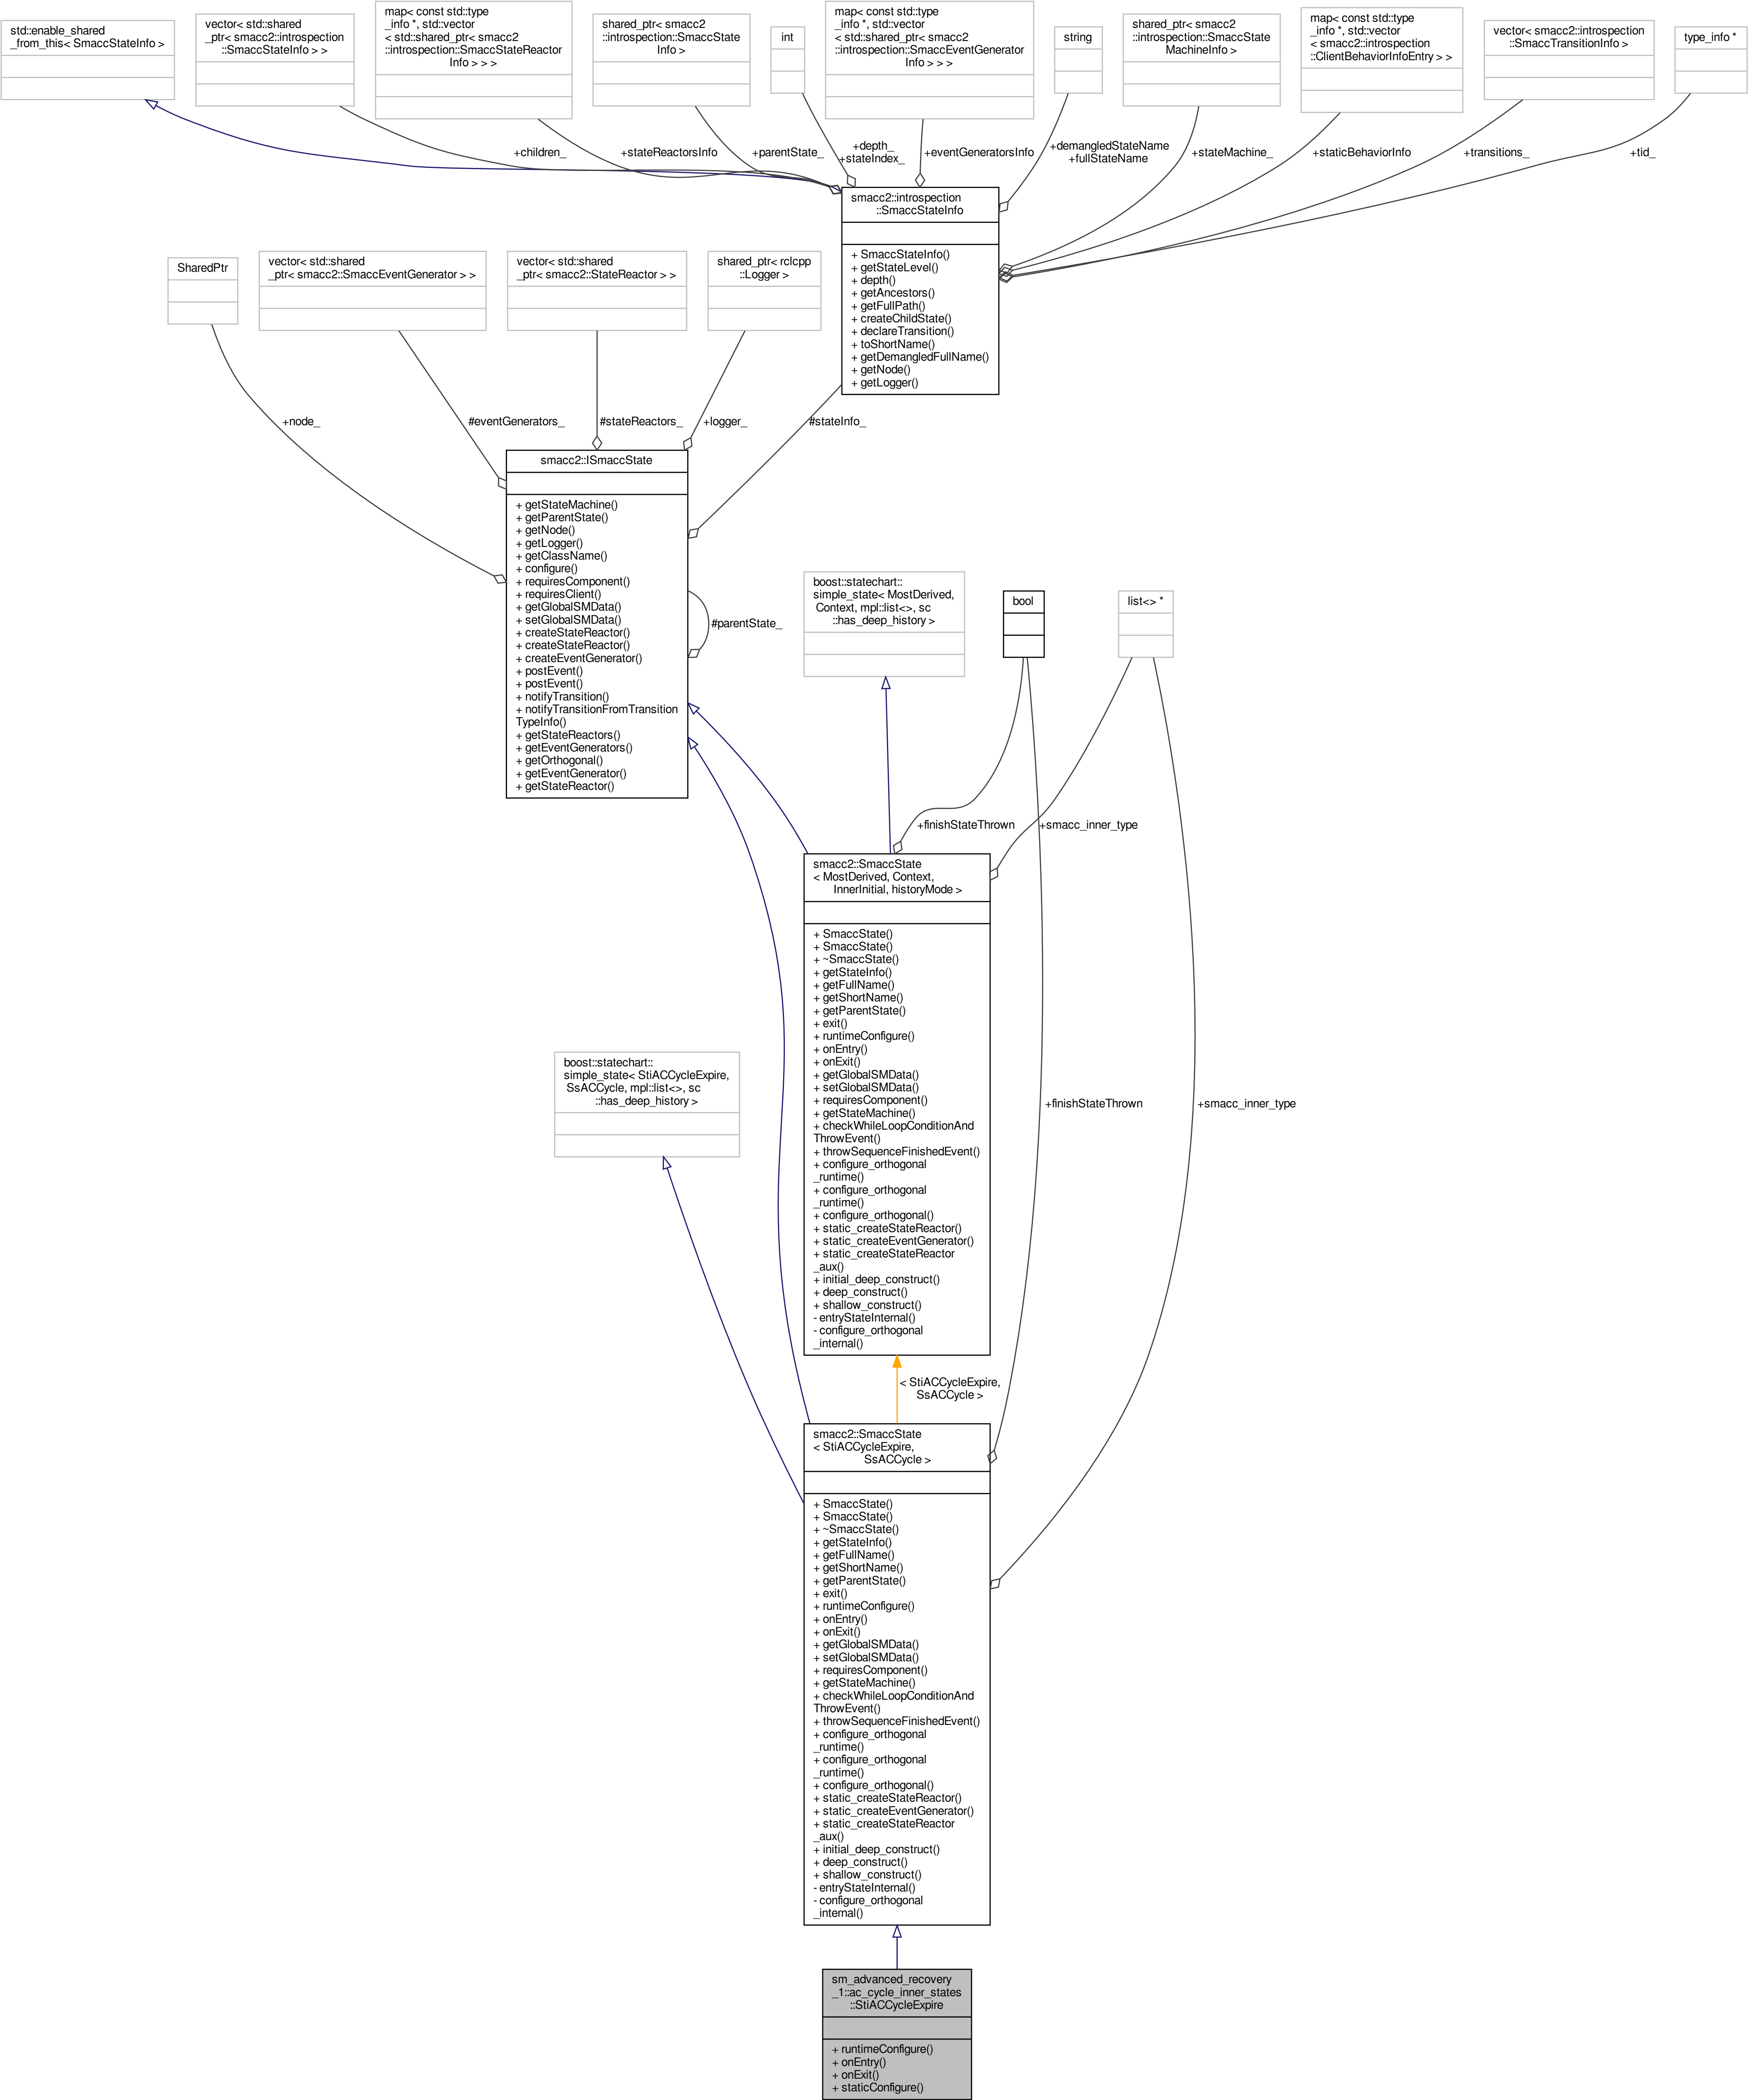 std::enable_shared
_from_this< SmaccStateInfo >
vector< std::shared
_ptr< smacc2::introspection
::SmaccStateInfo > >
map< const std::type
_info *, std::vector
< std::shared_ptr< smacc2
::introspection::SmaccStateReactor
Info > > >
shared_ptr< smacc2
::introspection::SmaccState
Info >
int
map< const std::type
_info *, std::vector
< std::shared_ptr< smacc2
::introspection::SmaccEventGenerator
Info > > >
string
shared_ptr< smacc2
::introspection::SmaccState
MachineInfo >
map< const std::type
_info *, std::vector
< smacc2::introspection
::ClientBehaviorInfoEntry > >
vector< smacc2::introspection
::SmaccTransitionInfo >
type_info *
+children_
+stateReactorsInfo
+parentState_
+depth_
+stateIndex_
+eventGeneratorsInfo
+demangledStateName
+fullStateName
+stateMachine_
+staticBehaviorInfo
+transitions_
+tid_
smacc2::introspection
::SmaccStateInfo
+ SmaccStateInfo()
+ getStateLevel()
+ depth()
+ getAncestors()
+ getFullPath()
+ createChildState()
+ declareTransition()
+ toShortName()
+ getDemangledFullName()
+ getNode()
+ getLogger()
SharedPtr
vector< std::shared
_ptr< smacc2::SmaccEventGenerator > >
vector< std::shared
_ptr< smacc2::StateReactor > >
shared_ptr< rclcpp
::Logger >
+node_
#eventGenerators_
#stateReactors_
+logger_
#stateInfo_
smacc2::ISmaccState
+ getStateMachine()
+ getParentState()
+ getNode()
+ getLogger()
+ getClassName()
+ configure()
+ requiresComponent()
+ requiresClient()
+ getGlobalSMData()
+ setGlobalSMData()
+ createStateReactor()
+ createStateReactor()
+ createEventGenerator()
+ postEvent()
+ postEvent()
+ notifyTransition()
+ notifyTransitionFromTransition
TypeInfo()
+ getStateReactors()
+ getEventGenerators()
+ getOrthogonal()
+ getEventGenerator()
+ getStateReactor()
#parentState_
boost::statechart::
simple_state< MostDerived,
Context, mpl::list<>, sc
::has_deep_history >
bool
list<> *
+finishStateThrown
+smacc_inner_type
smacc2::SmaccState
< MostDerived, Context,
InnerInitial, historyMode >
+ SmaccState()
+ SmaccState()
+ ~SmaccState()
+ getStateInfo()
+ getFullName()
+ getShortName()
+ getParentState()
+ exit()
+ runtimeConfigure()
+ onEntry()
+ onExit()
+ getGlobalSMData()
+ setGlobalSMData()
+ requiresComponent()
+ getStateMachine()
+ checkWhileLoopConditionAnd
ThrowEvent()
+ throwSequenceFinishedEvent()
+ configure_orthogonal
_runtime()
+ configure_orthogonal
_runtime()
+ configure_orthogonal()
+ static_createStateReactor()
+ static_createEventGenerator()
+ static_createStateReactor
_aux()
+ initial_deep_construct()
+ deep_construct()
+ shallow_construct()
- entryStateInternal()
- configure_orthogonal
_internal()
boost::statechart::
simple_state< StiACCycleExpire,
SsACCycle, mpl::list<>, sc
::has_deep_history >
+finishStateThrown
+smacc_inner_type
< StiACCycleExpire,
SsACCycle >
smacc2::SmaccState
< StiACCycleExpire,
SsACCycle >
+ SmaccState()
+ SmaccState()
+ ~SmaccState()
+ getStateInfo()
+ getFullName()
+ getShortName()
+ getParentState()
+ exit()
+ runtimeConfigure()
+ onEntry()
+ onExit()
+ getGlobalSMData()
+ setGlobalSMData()
+ requiresComponent()
+ getStateMachine()
+ checkWhileLoopConditionAnd
ThrowEvent()
+ throwSequenceFinishedEvent()
+ configure_orthogonal
_runtime()
+ configure_orthogonal
_runtime()
+ configure_orthogonal()
+ static_createStateReactor()
+ static_createEventGenerator()
+ static_createStateReactor
_aux()
+ initial_deep_construct()
+ deep_construct()
+ shallow_construct()
- entryStateInternal()
- configure_orthogonal
_internal()
sm_advanced_recovery
_1::ac_cycle_inner_states
::StiACCycleExpire
+ runtimeConfigure()
+ onEntry()
+ onExit()
+ staticConfigure()